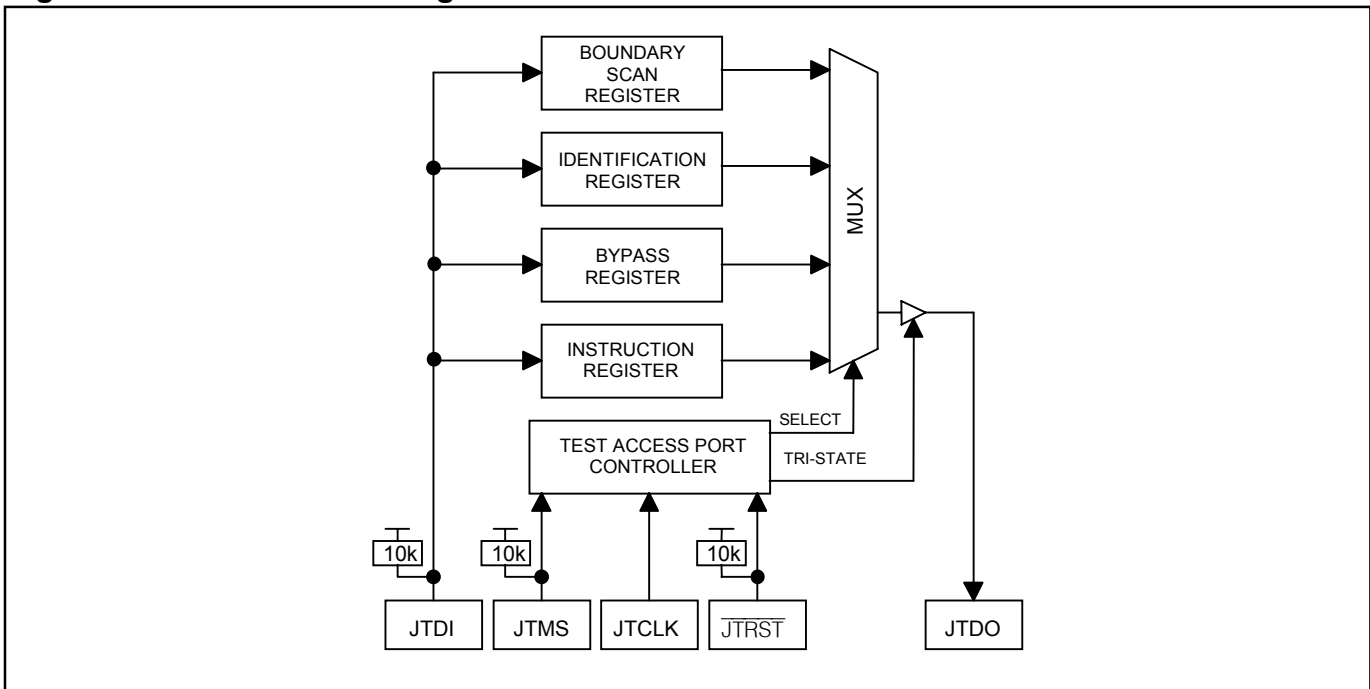 BOUNDARY
SCAN
REGISTER
IDENTIFICATION
REGISTER
BYPASS
REGISTER
INSTRUCTION
REGISTER
MUX
TEST ACCESS PORT
CONTROLLER
SELECT
TRI-STATE
10k
10k
10k
JTDI
JTMS
JTCLK
JTRST
JTDO